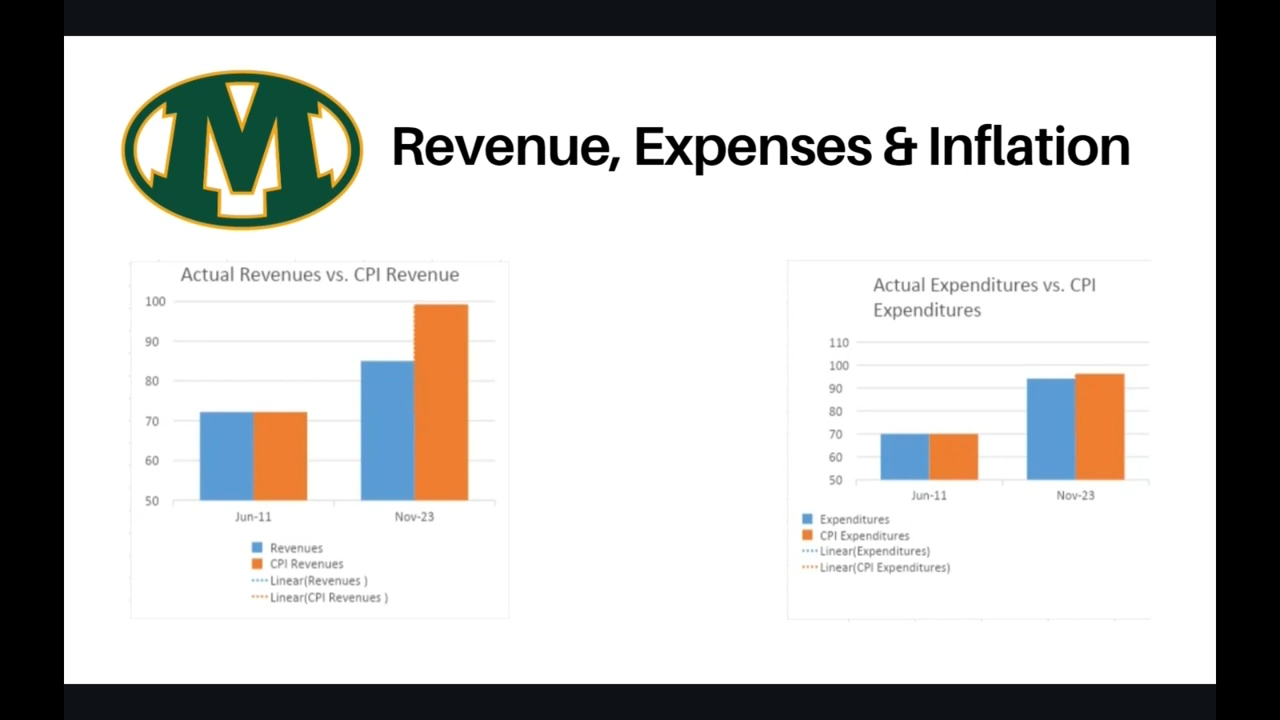 M
Revenue, Expenses & Inflation
Actual Revenues vs. CPI Revenue
100
90
80
70
60
50
Jun-11 Nov-23
Revenues
CPI Revenues
Linear(Revenues )
Linear(CPI Revenues )
Actual Expenditures vs. CPI
Expenditures
110
100
90
80
70
60
50
Jun-11 Nov-23
Expenditures
CPI Expenditures
Linear(Expenditures)
Linear(CPI Expenditures)